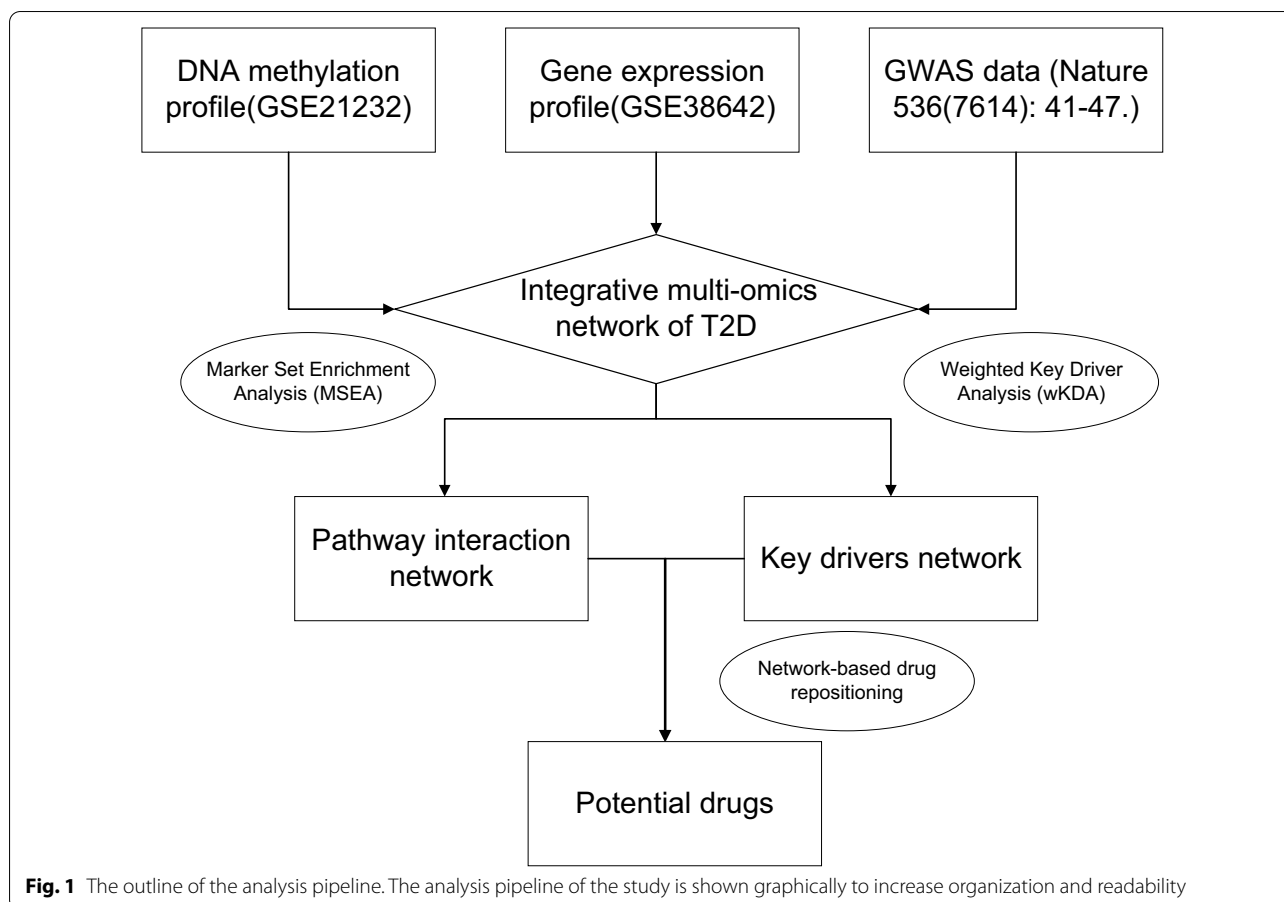 DNA methylation
profile(GSE21232)
Gene expression
profile(GSE38642)
GWAS data (Nature
536(7614): 41-47.)
Integrative multi-omics
network of T2D
Marker Set Enrichment
Analysis (MSEA)
Weighted Key Driver
Analysis (wKDA)
Pathway interaction
network
Key drivers network
Network-based drug
repositioning
Potential drugs
Fig. 1 The outline of the analysis pipeline. The analysis pipeline of the study is shown graphically to increase organization and readability